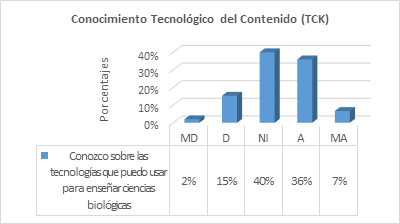 Conocimiento Tecnológico del Contenido (TCK)
Porcentajes
40%
30%
20%
10%
0%
MD D NI A MA
Conozco sobre las
tecnologías que puedo usar
para enseñar ciencias
biológicas
2% 15% 40% 36% 7%